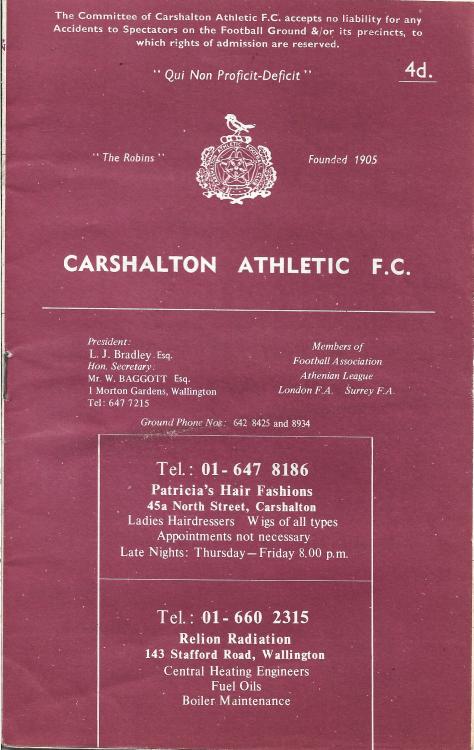 The Committee of Carshalton Athletic F.C. accepts no liability for any
Accidents to Spectators on the Football Ground &/or its precincts, to
which rights of admission are reserved.
"Qui Non Proficit-Deficit"
4d.
"The Robins"
Founded 1905
CARSHALTON ATHLETIC F.C.
President:
L. J. Bradley. Esq.
Hon. Secretary:
Mr. W. BAGGOTT Esq.
1 Morton Gardens, Wallington
Tel: 647 7215
Members of
Football Association
Athenian League
London F.A. Surrey F.A.
Ground Phone Nos: 642 8425 and 8934
Tel.: 01-647 8186
Patricia's Hair Fashions
45a North Street, Carshalton
Ladies Hairdressers Wigs of all types
Appointments not necessary
Late Nights: Thursday—Friday 8.00 p.m.
Tel.: 01-660 2315
Relion Radiation
143 Stafford Road, Wallington
Central Heating Engineers
Fuel Oils
Boiler Maintenance